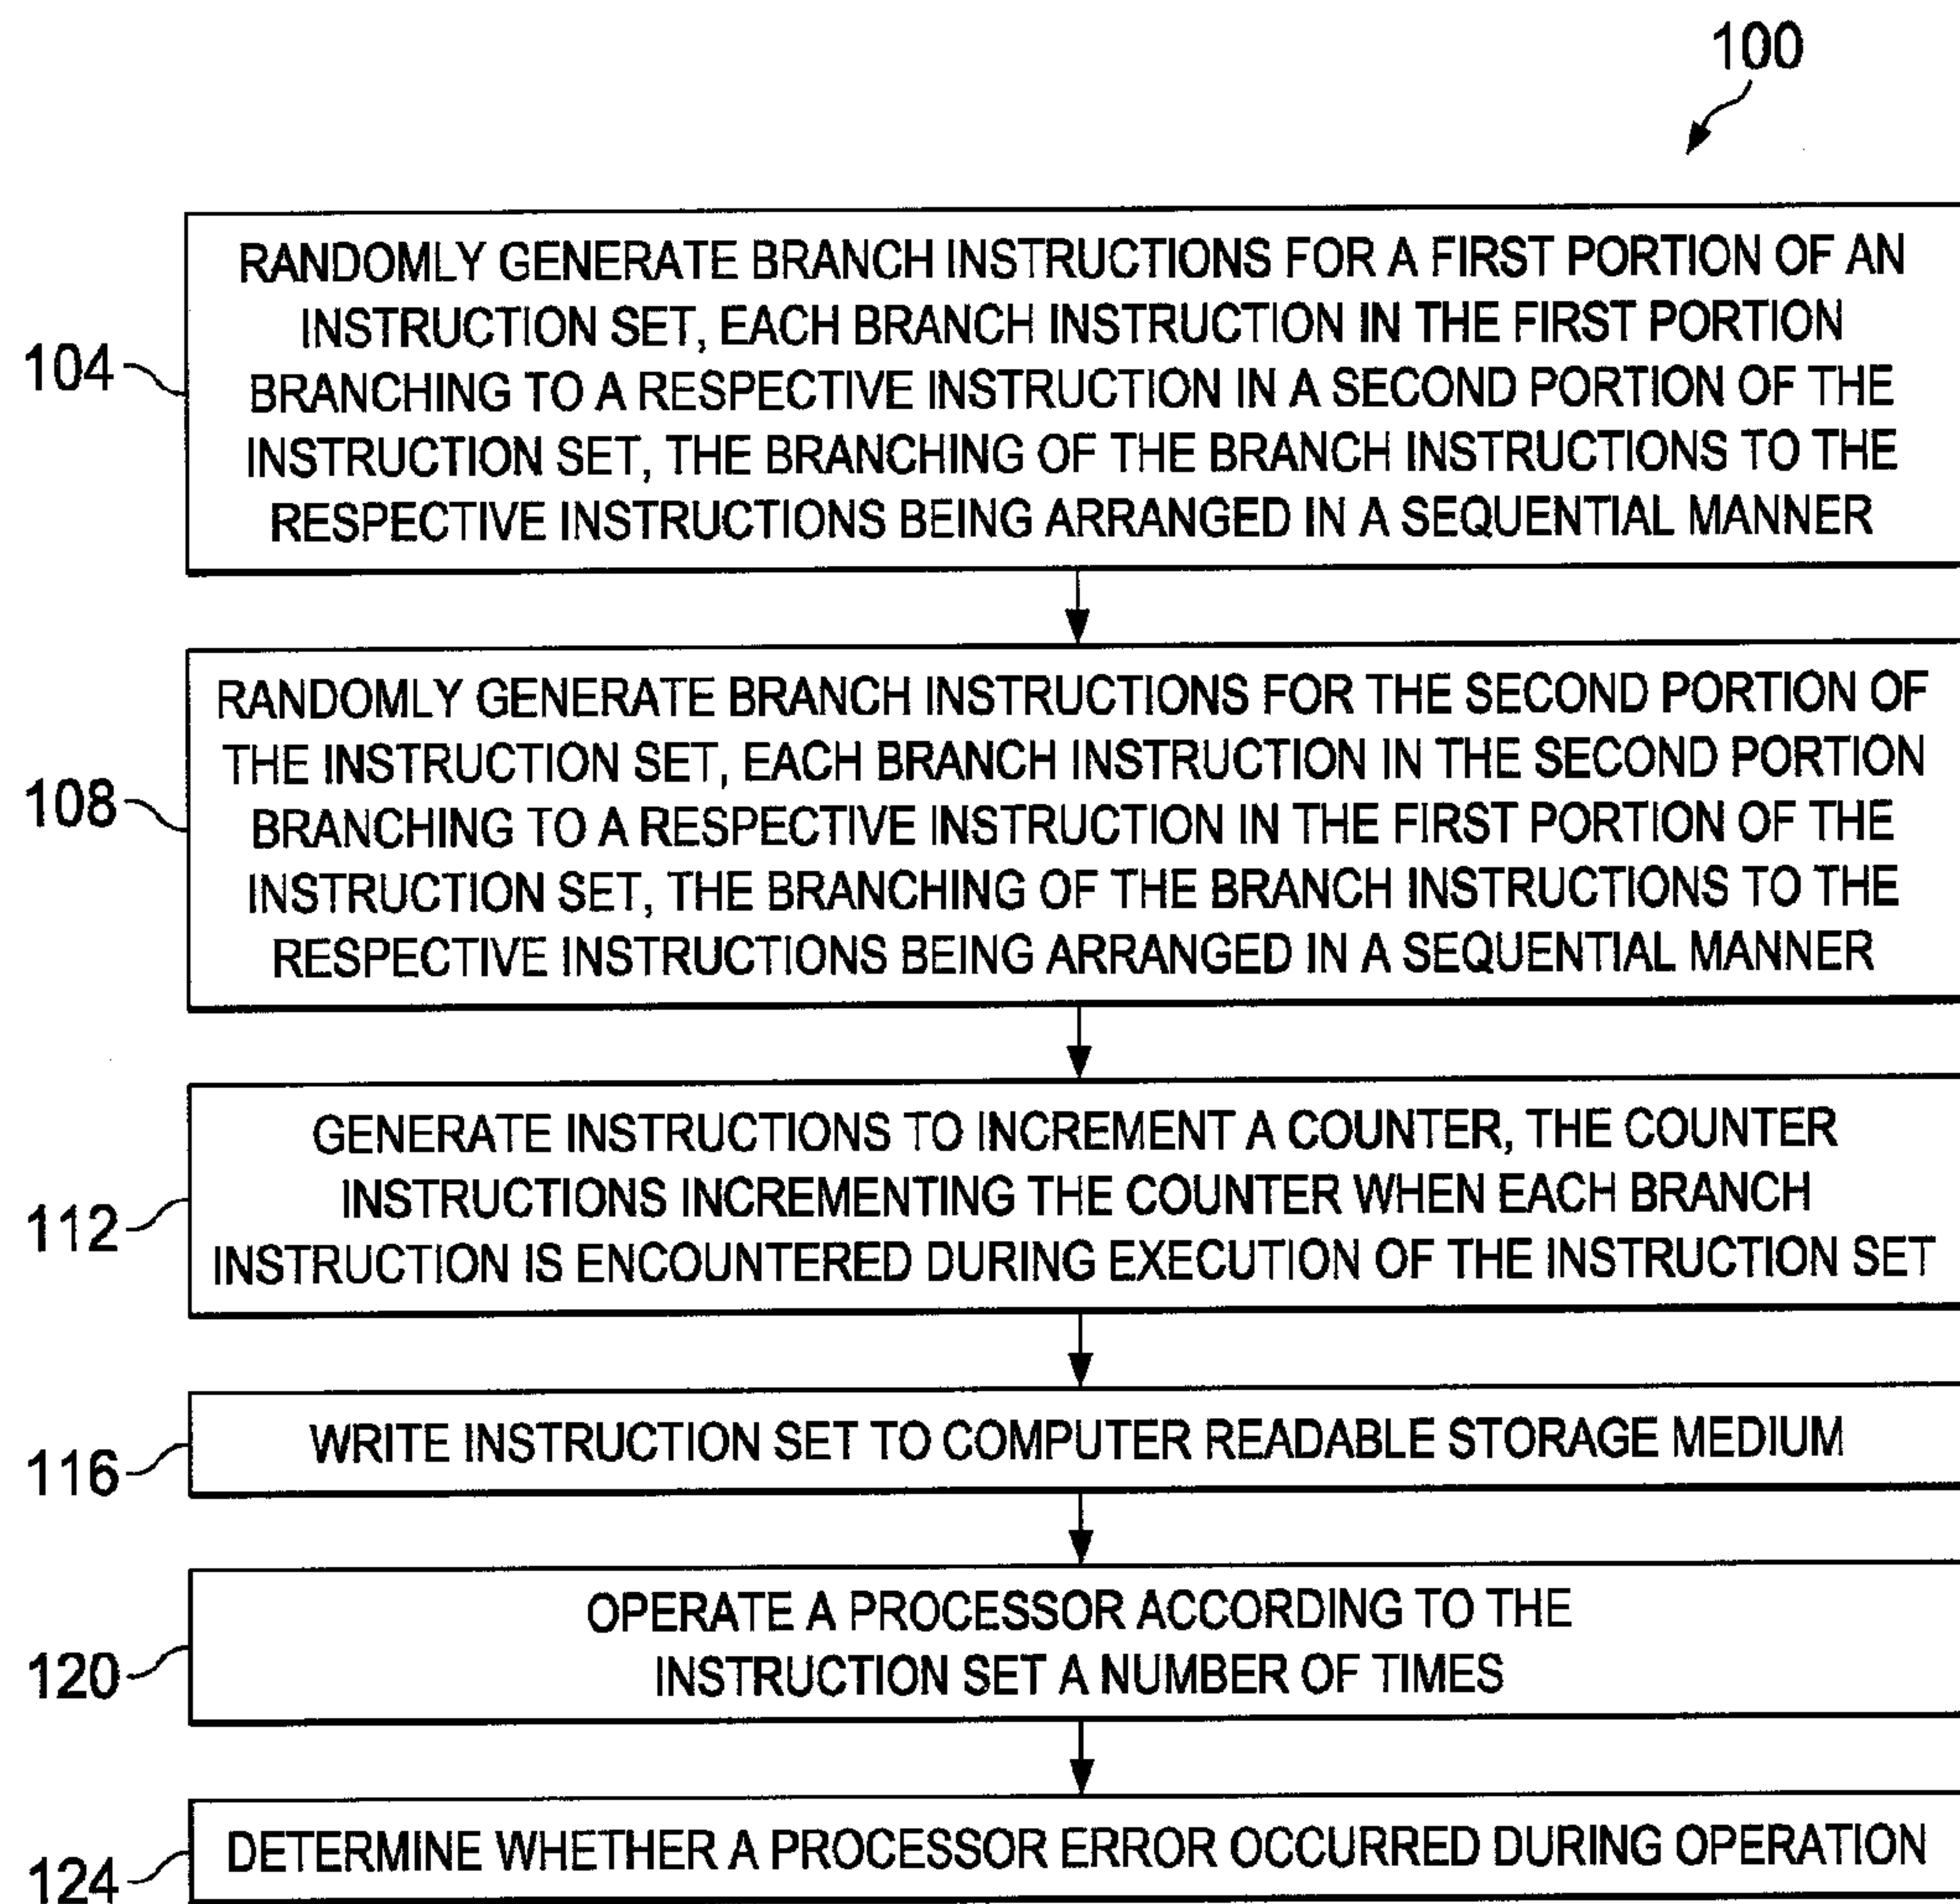 100
RANDOMLY GENERATE BRANCH INSTRUCTIONS FOR A FIRST PORTION OF AN
INSTRUCTION SET, EACH BRANCH INSTRUCTION IN THE FIRST PORTION
104
BRANCHING TO A RESPECTIVE INSTRUCTION IN A SECOND PORTION OF THE
INSTRUCTION SET, THE BRANCHING OF THE BRANCH INSTRUCTIONS TO THE
RESPECTIVE INSTRUCTIONS BEING ARRANGED IN A SEQUENTIAL MANNER
RANDOMLY GENERATE BRANCH INSTRUCTIONS FOR THE SECOND PORTION OF
THE INSTRUCTION SET, EACH BRANCH INSTRUCTION IN THE SECOND PORTION
108
BRANCHING TO A RESPECTIVE INSTRUCTION IN THE FIRST PORTION OF THE
INSTRUCTION SET, THE BRANCHING OF THE BRANCH INSTRUCTIONS TO THE
RESPECTIVE INSTRUCTIONS BEING ARRANGED IN A SEQUENTIAL MANNER
GENERATE INSTRUCTIONS TO INCREMENT A COUNTER, THE COUNTER
INSTRUCTIONS INCREMENTING THE COUNTER WHEN EACH BRANCH
112
INSTRUCTION IS ENCOUNTERED DURING EXECUTION OF THE INSTRUCTION SET
WRITE INSTRUCTION SET TO COMPUTER READABLE STORAGE MEDIUM
116
OPERATE A PROCESSOR ACCORDING TO THE
120
INSTRUCTION SET A NUMBER OF TIMES
DETERMINE WHETHER A PROCESSOR ERROR OCCURRED DURING OPERATION
124